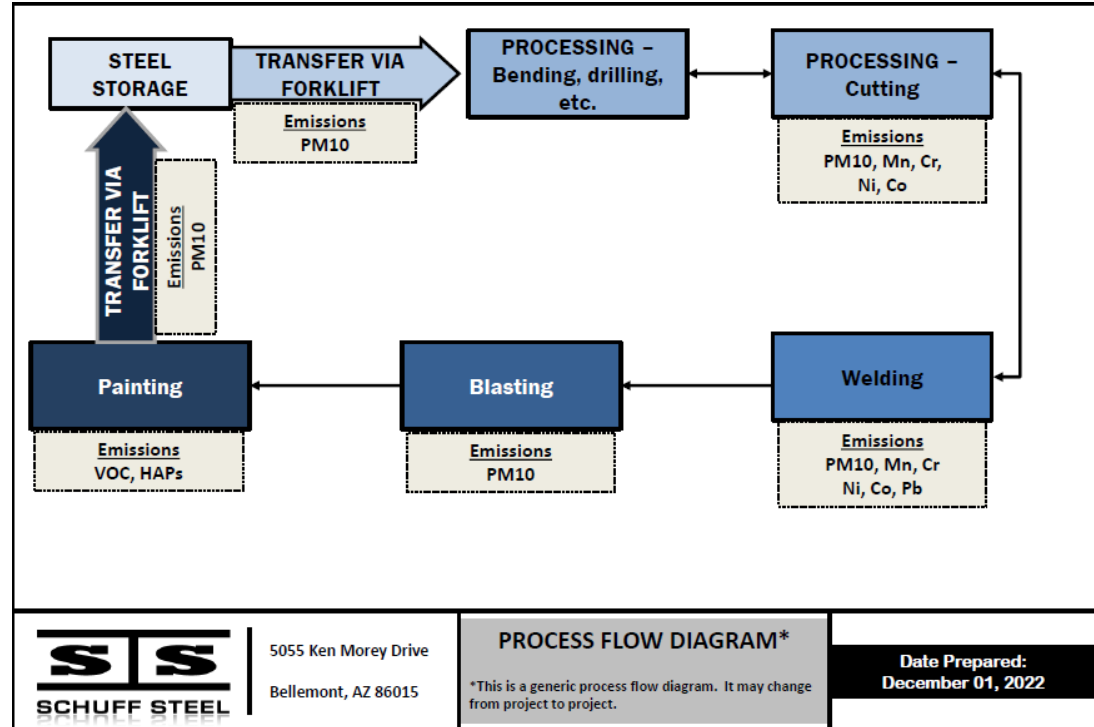 STEEL
STORAGE
TRANSFER VIA
FORKLIFT
Emissions
PM10
PROCESSING –
Bending, drilling,
etc.
PROCESSING –
Cutting
Emissions
PM10, Mn, Cr,
Ni, Co
TRANSFER VIA
FORKLIFT
Emissions
PM10
Painting
Emissions
VOC, HAPs
Blasting
Emissions
PM10
Welding
Emissions
PM10, Mn, Cr
Ni, Co, Pb
STS
SCHUFF STEEL
5055 Ken Morey Drive
Bellemont, AZ 86015
PROCESS FLOW DIAGRAM*
*This is a generic process flow diagram.  It may change
from project to project.
Date Prepared:
December 01, 2022